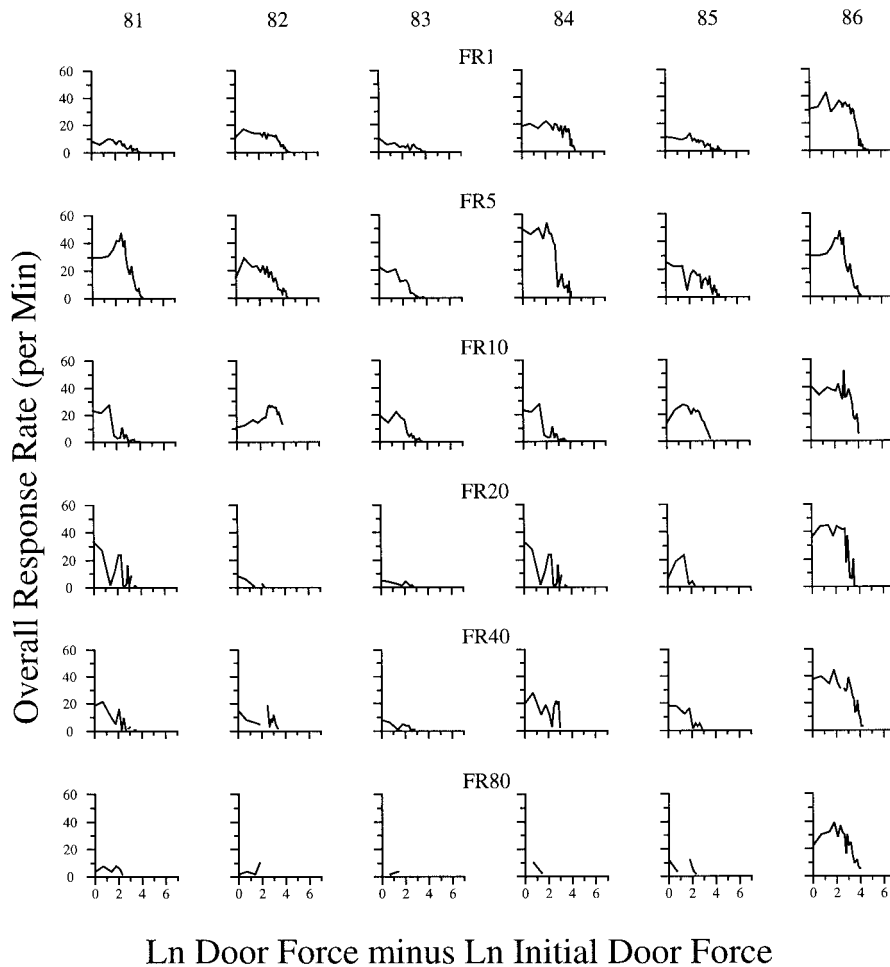 81 82 83 84 85 86
FR1
60
40
20
0
FR5
60
40
20
0
FR10
60
40
20
0
FR20
60
40
20
0
FR40
60
40
20
0
FR80
60
40
20
0
0 2 4 6 0 2 4 6 0 2 4 6 0 2 4 6 0 2 4 6 0 2 4 6
Overall Response Rate (per Min)
Ln Door Force minus Ln Initial Door Force